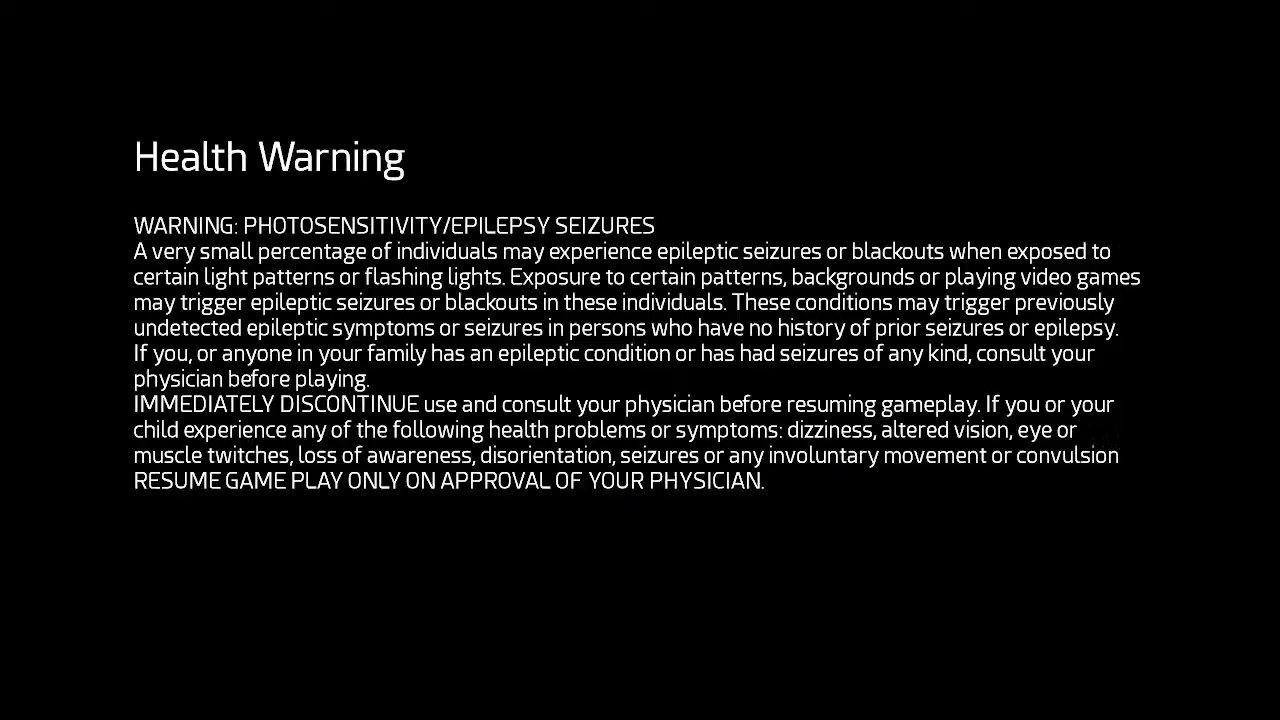 Health Warning
WARNING: PHOTOSENSITIVITY/EPILEPSY SEIZURES
A very small percentage of individuals may experience epileptic seizures or blackouts when exposed to
certain light patterns or flashing lights. Exposure to certain patterns, backgrounds or playing video games
may trigger epileptic seizures or blackouts in these individuals. These conditions may trigger previously
undetected epileptic symptoms or seizures in persons who have no history of prior seizures or epilepsy.
If you, or anyone in your family has an epileptic condition or has had seizures of any kind, consult your
physician before playing.
IMMEDIATELY DISCONTINUE use and consult your physician before resuming gameplay. If you or your
child experience any of the following health problems or symptoms: dizziness, altered vision, eye or
muscle twitches, loss of awareness, disorientation, seizures or any involuntary movement or convulsion
RESUME GAME PLAY ONLY ON APPROVAL OF YOUR PHYSICIAN.